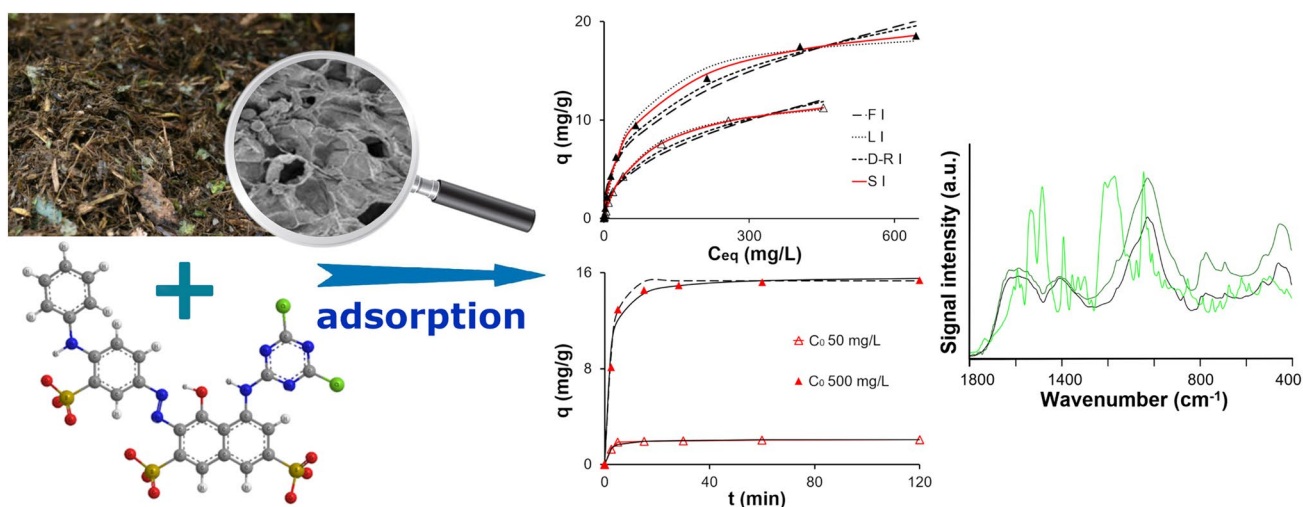 adsorption
q (mg/g)
20
10
0
0
300
600
Ceq (mg/L)
F I
L I
D-R I
S I
q (mg/g)
16
8
0
0
40
80
120
t (min)
C₀ 50 mg/L
C₀ 500 mg/L
Signal intensity (a.u.)
1800
1400
800
400
Wavenumber (cm⁻¹)